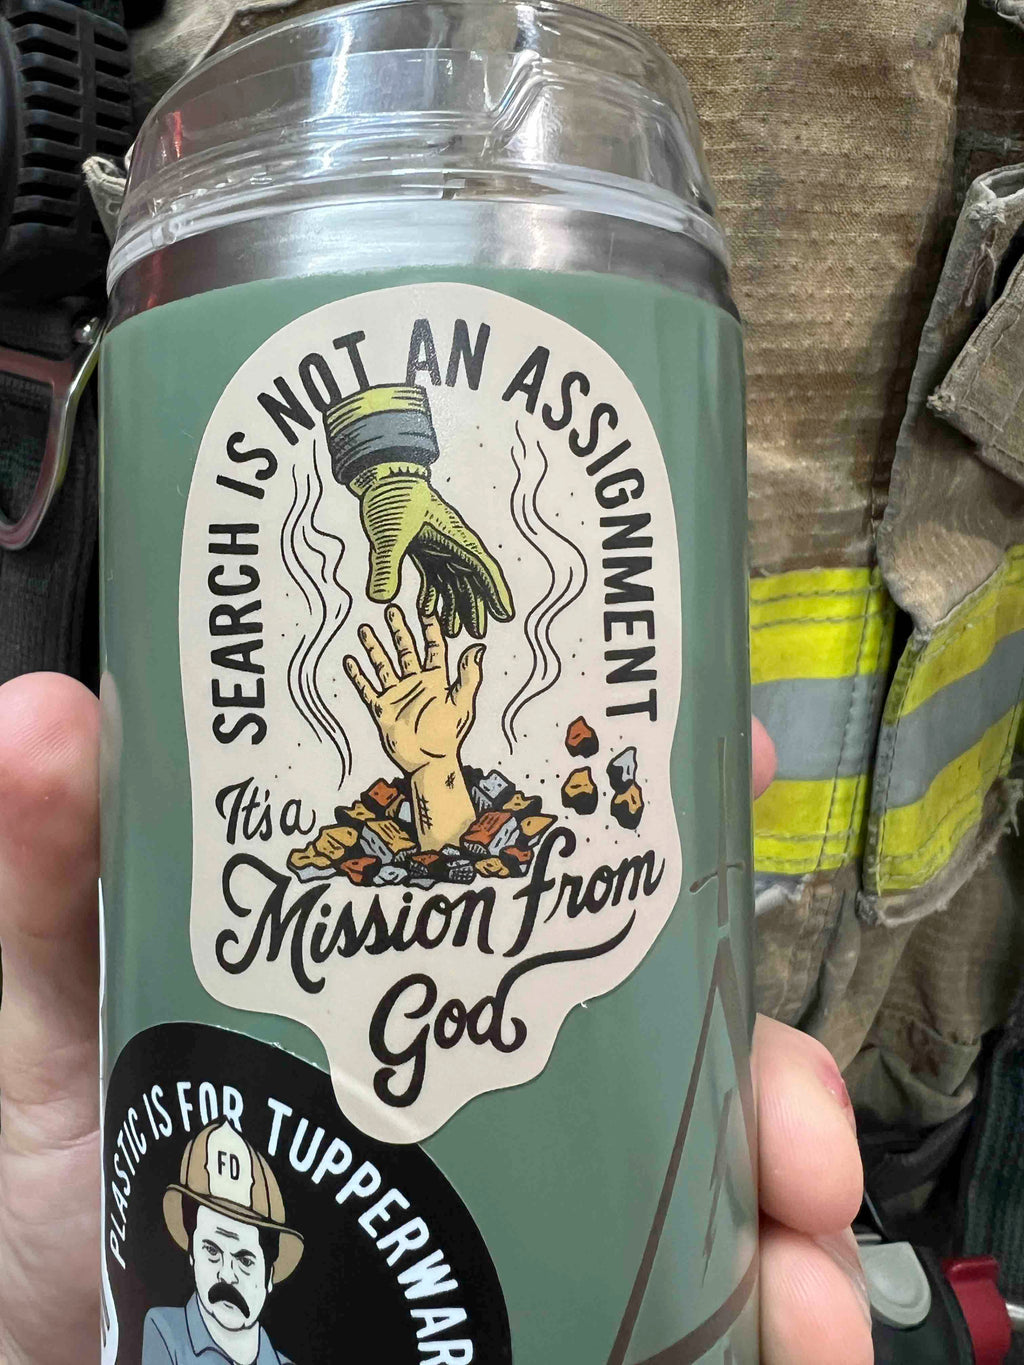 SEARCH IS NOT AN ASSIGNMENT
It's a
Mission from
God
PLASTIC IS FOR TUPPERWAR
FD